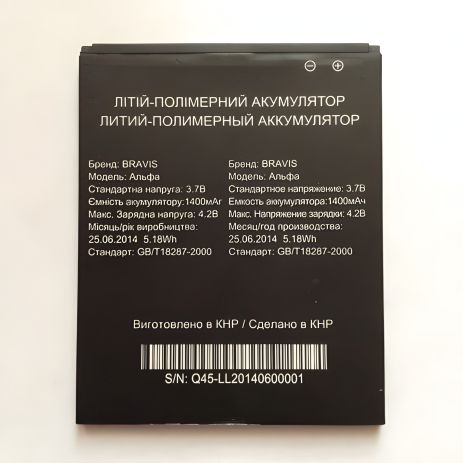 ⊖ ⊕
ЛІТІЙ-ПОЛІМЕРНИЙ АКУМУЛЯТОР
ЛИТИЙ-ПОЛИМЕРНЫЙ АККУМУЛЯТОР
Бренд: BRAVIS
Модель: Альфа
Стандартна напруга: 3.7В
Ємність акумулятору: 1400мАг
Макс. Зарядна напруга: 4.2В
Місяць/рік виробництва:
25.06.2014 5.18Wh
Стандарт: GB/T18287-2000
Бренд: BRAVIS
Модель: Альфа
Стандартное напряжение: 3.7В
Емкость аккумулятора:1400мАч
Макс. Напряжение зарядки: 4.2В
Месяц/год производства:
25.06.2014 5.18Wh
Стандарт: GB/T18287-2000
Виготовлено в КНР / Сделано в КНР
S/N: Q45-LL20140600001